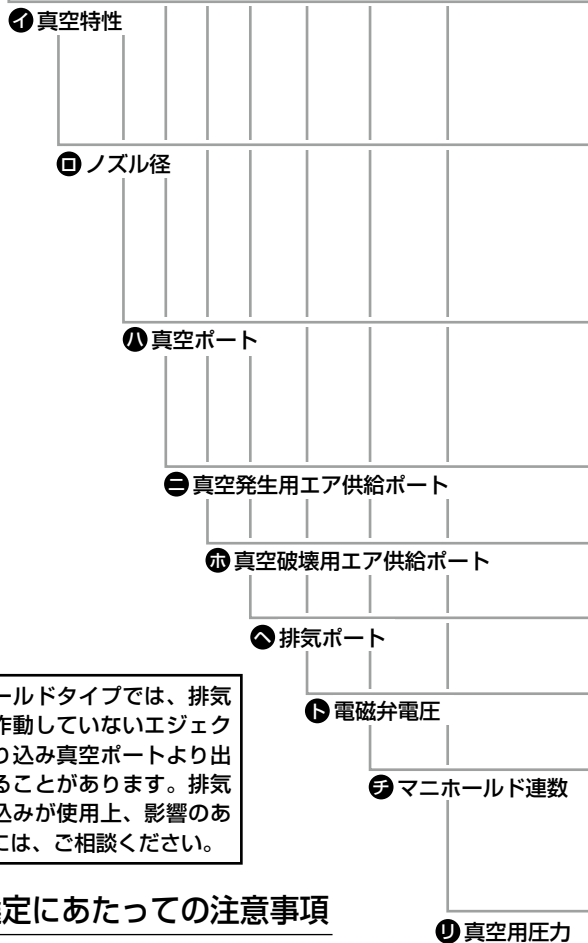 イ 真空特性
ロ ノズル径
ハ 真空ポート
ニ 真空発生用エア供給ポート
ホ 真空破壊用エア供給ポート
ヘ 排気ポート
ト 電磁弁電圧
チ マニホールド連数
リ 真空用圧力
ールドタイプでは、排気
作動していないエジェク
り込み真空ポートより出
ることがあります。排気
込みが使用上、影響のあ
には、ご相談ください。
定にあたっての注意事項